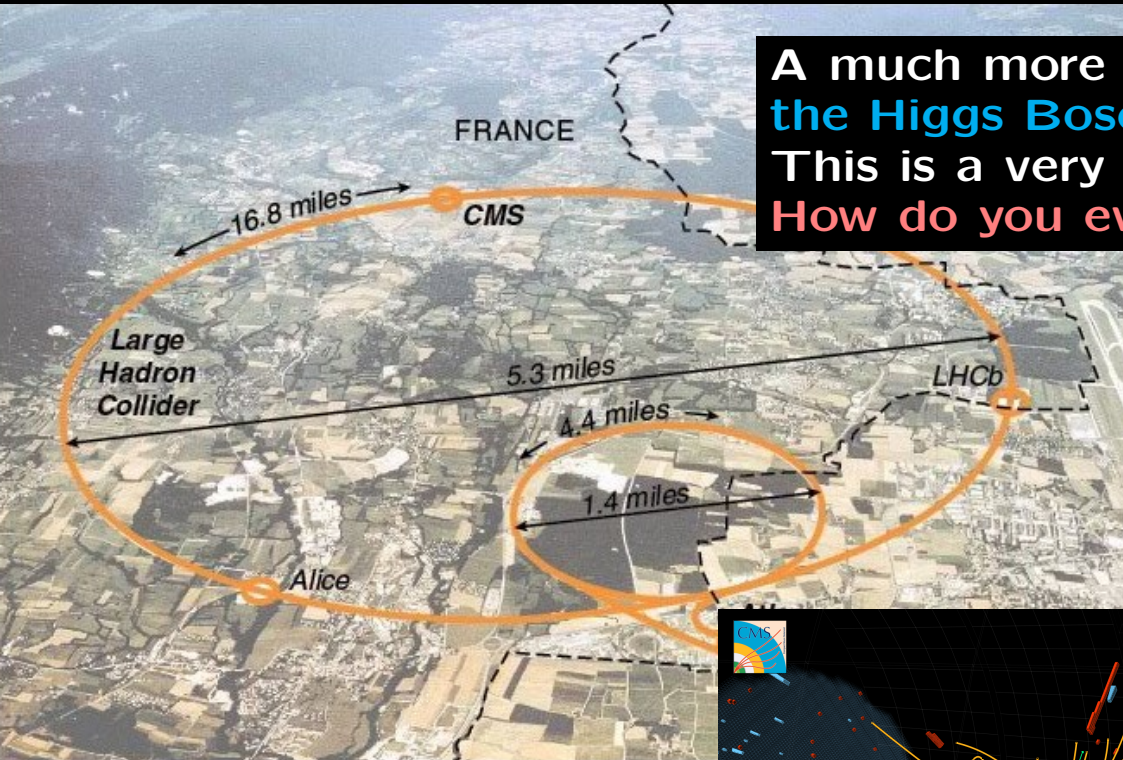 A much more
the Higgs Bos
This is a very
How do you
FRANCE
16.8 miles
CMS
Large
Hadron
Collider
5.3 miles
LHCb
4.4 miles
1.4 miles
Alice
CMS